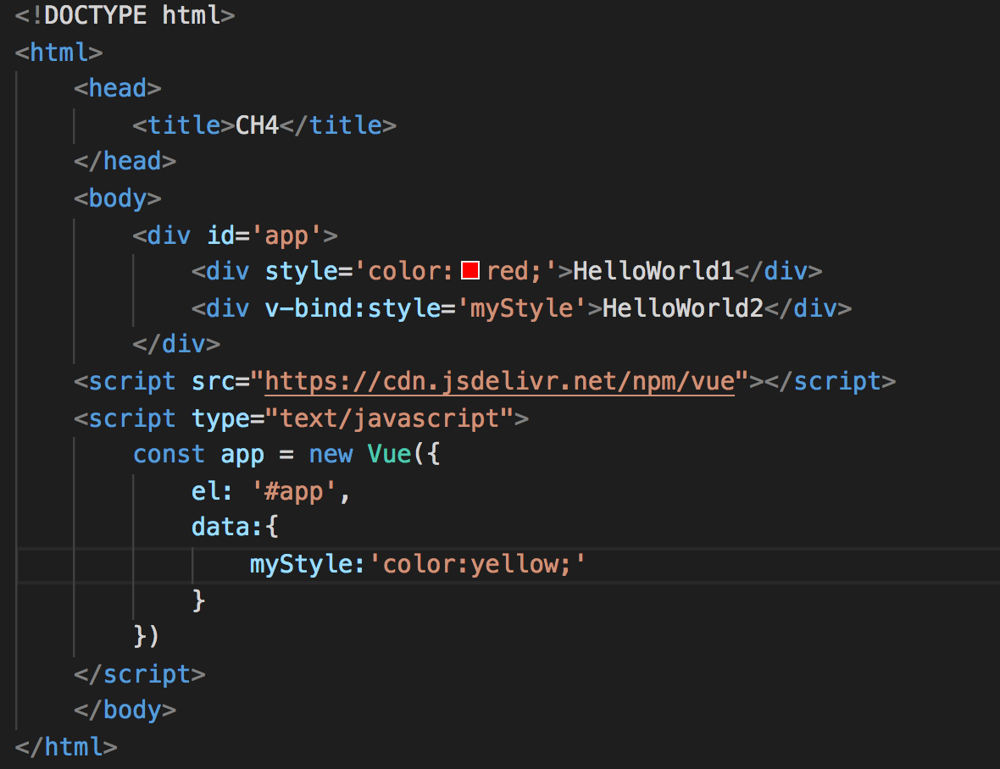 <!DOCTYPE html>
<html>
    <head>
        <title>CH4</title>
    </head>
    <body>
        <div id='app'>
            <div style='color:red;'>HelloWorld1</div>
            <div v-bind:style='myStyle'>HelloWorld2</div>
        </div>
    <script src="https://cdn.jsdelivr.net/npm/vue"></script>
    <script type="text/javascript">
        const app = new Vue({
            el: '#app',
            data:{
                myStyle:'color:yellow;'
            }
        })
    </script>
    </body>
</html>